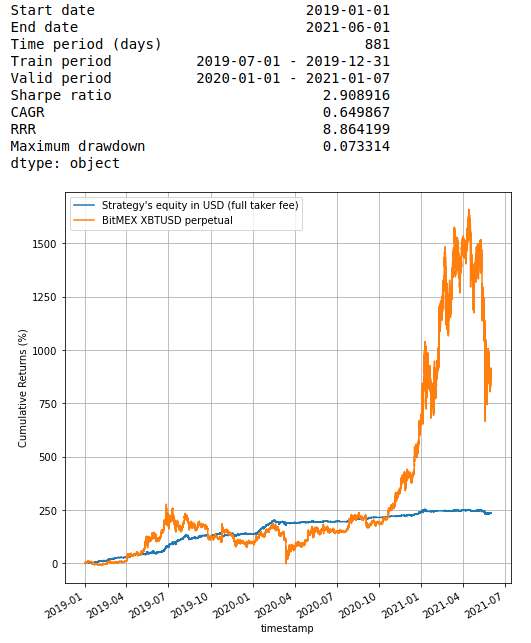 Start date 2019-01-01
End date 2021-06-01
Time period (days) 881
Train period 2019-07-01 - 2019-12-31
Valid period 2020-01-01 - 2021-01-07
Sharpe ratio 2.908916
CAGR 0.649867
RRR 8.864199
Maximum drawdown 0.073314
dtype: object
Strategy's equity in USD (full taker fee)
BitMEX XBTUSD perpetual
Cumulative Returns (%)
1500
1250
1000
750
500
250
0
2019-01
2019-04
2019-07
2019-10
2020-01
2020-04
2020-07
2020-10
2021-01
2021-04
2021-07
timestamp